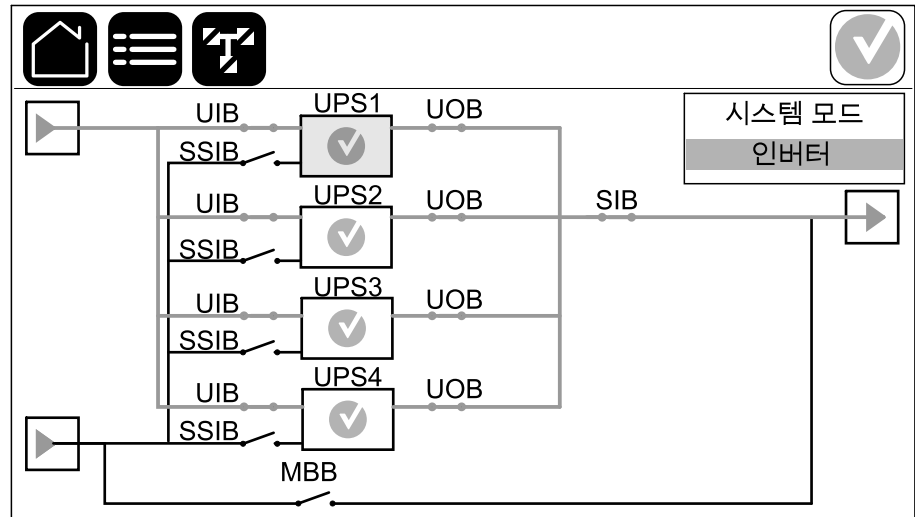 UIB
UPS1
UOB
시스템 모드
SSIB
인버터
UIB
UPS2
UOB
SIB
SSIB
UIB
UPS3
UOB
SSIB
UIB
UPS4
UOB
SSIB
MBB